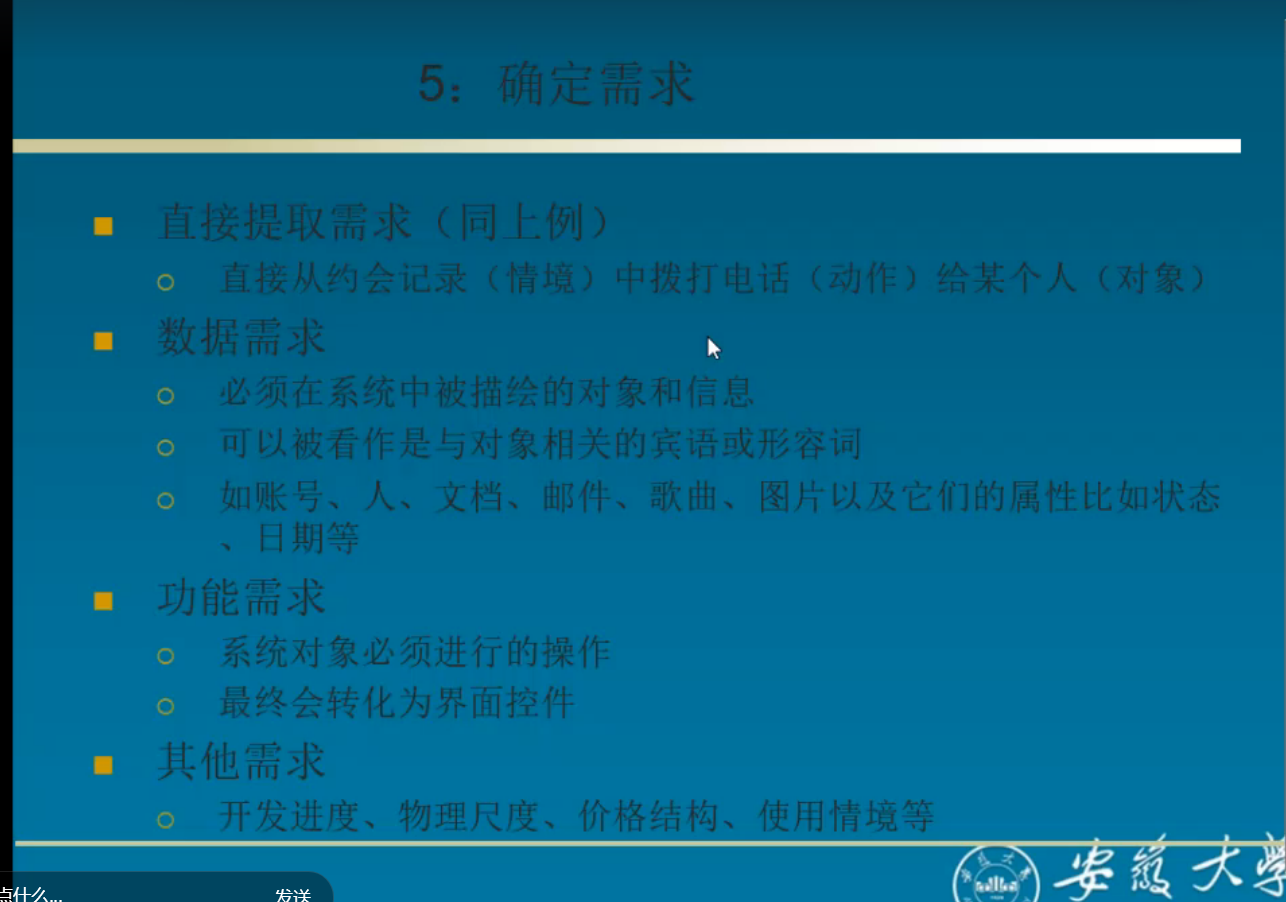 5：确定需求
直接提取需求（同上例）
直接从约会记录（情境）中拨打电话（动作）给某个人（对象）
数据需求
必须在系统中被描绘的对象和信息
可以被看作是与对象相关的宾语或形容词
如账号、人、文档、邮件、歌曲、图片以及它们的属性比如状态
、日期等
功能需求
系统对象必须进行的操作
最终会转化为界面控件
其他需求
开发进度、物理尺度、价格结构、使用情境等
安徽大学
点什么...
发送